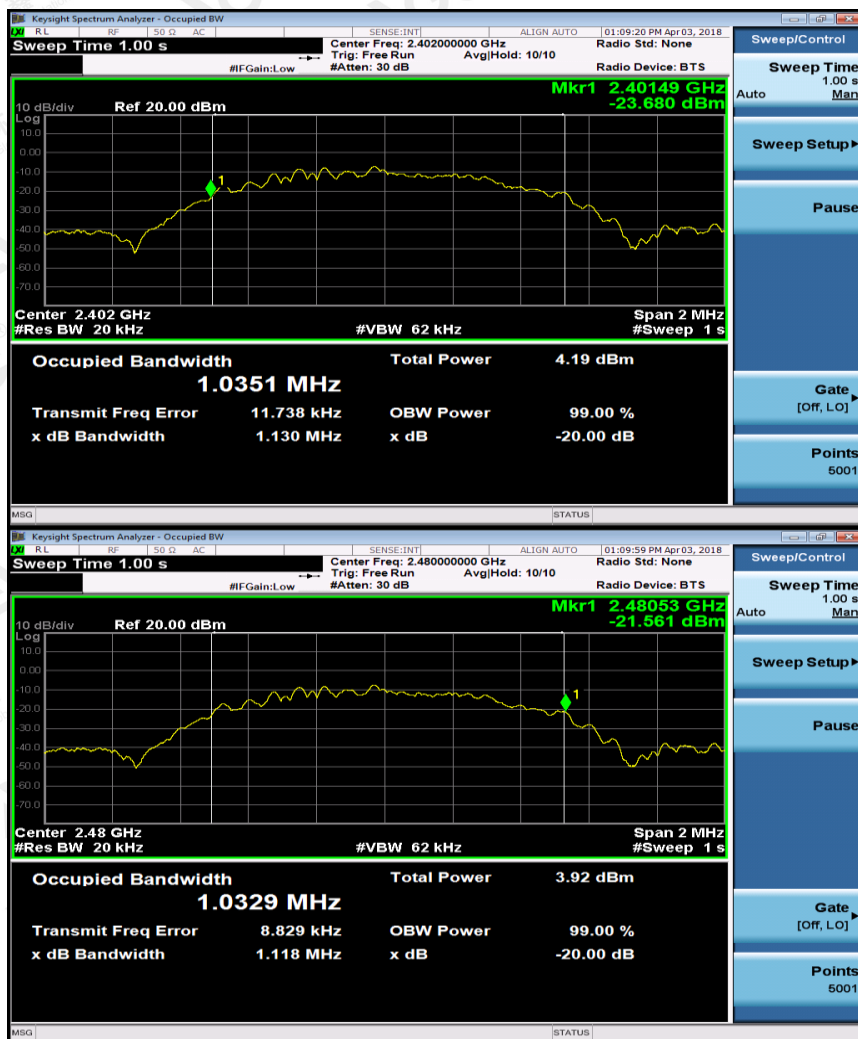 Keysight Spectrum Analyzer - Occupied BW
LXI RL RF 50 Ω AC SENSE:INT ALIGN AUTO 01:09:20 PM Apr 03, 2018
Sweep Time 1.00 s Center Freq: 2.402000000 GHz Radio Std: None Sweep/Control
Trig: Free Run Avg|Hold: 10/10
#IFGain:Low #Atten: 30 dB Radio Device: BTS
Sweep Time
1.00 s
Auto Man
Mkr1 2.40149 GHz
-23.680 dBm
10 dB/div Ref 20.00 dBm
Log
10.0
0.00
-10.0
-20.0
-30.0
-40.0
-50.0
-60.0
-70.0
1
Sweep Setup
Pause
Center 2.402 GHz Span 2 MHz
#Res BW 20 kHz #VBW 62 kHz #Sweep 1 s
Occupied Bandwidth Total Power 4.19 dBm
1.0351 MHz
Transmit Freq Error 11.738 kHz OBW Power 99.00 %
x dB Bandwidth 1.130 MHz x dB -20.00 dB
Gate
[Off, LO]
Points
5001
MSG STATUS
Keysight Spectrum Analyzer - Occupied BW
LXI RL RF 50 Ω AC SENSE:INT ALIGN AUTO 01:09:59 PM Apr 03, 2018
Sweep Time 1.00 s Center Freq: 2.480000000 GHz Radio Std: None Sweep/Control
Trig: Free Run Avg|Hold: 10/10
#IFGain:Low #Atten: 30 dB Radio Device: BTS
Sweep Time
1.00 s
Auto Man
Mkr1 2.48053 GHz
-21.561 dBm
10 dB/div Ref 20.00 dBm
Log
10.0
0.00
-10.0
-20.0
-30.0
-40.0
-50.0
-60.0
-70.0
1
Sweep Setup
Pause
Center 2.48 GHz Span 2 MHz
#Res BW 20 kHz #VBW 62 kHz #Sweep 1 s
Occupied Bandwidth Total Power 3.92 dBm
1.0329 MHz
Transmit Freq Error 8.829 kHz OBW Power 99.00 %
x dB Bandwidth 1.118 MHz x dB -20.00 dB
Gate
[Off, LO]
Points
5001
MSG STATUS